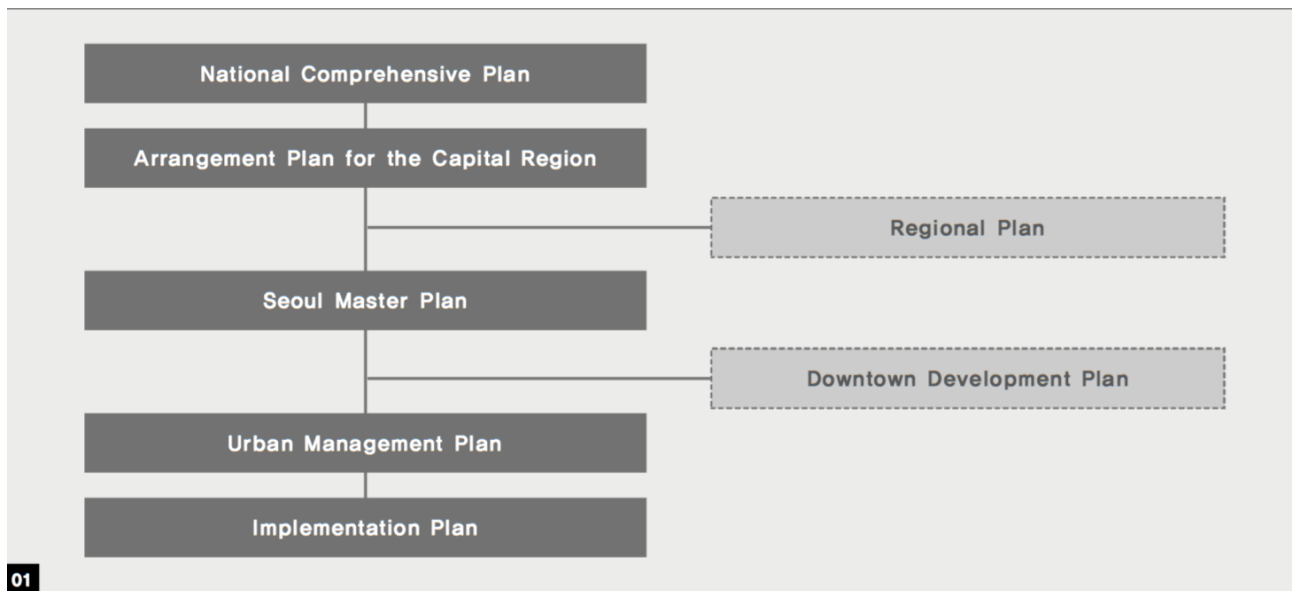 National Comprehensive Plan
Arrangement Plan for the Capital Region
Regional Plan
Seoul Master Plan
Downtown Development Plan
Urban Management Plan
Implementation Plan
01